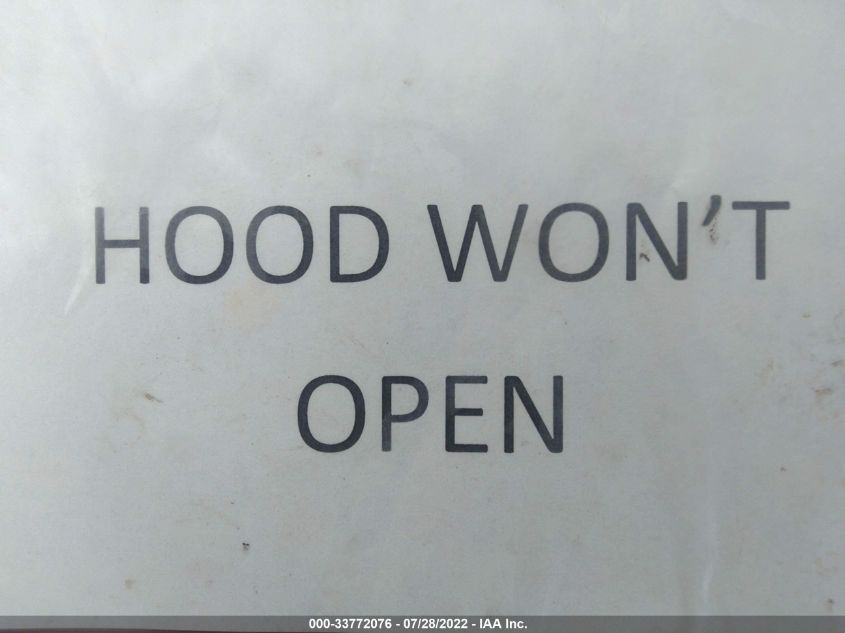 HOOD WON'T
OPEN
000-33772076 - 07/28/2022 - IAA Inc.